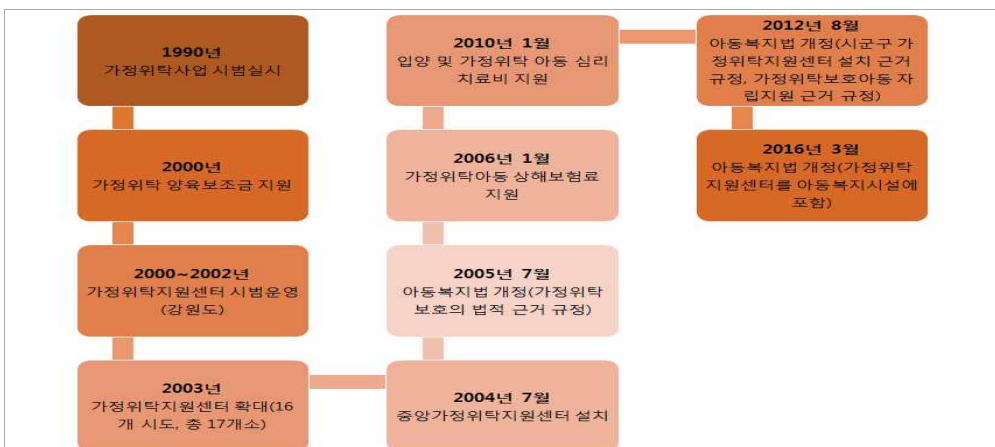 1990년
가정위탁사업 시범실시
2000년
가정위탁 양육보조금 지원
2000~2002년
가정위탁지원센터 시범운영
(강원도)
2003년
가정위탁지원센터 확대(16
개 시도, 총 17개소)
2004년 7월
중앙가정위탁지원센터 설치
2005년 7월
아동복지법 개정(가정위탁
보호의 법적 근거 규정)
2006년 1월
가정위탁아동 상해보험료
지원
2010년 1월
입양 및 가정위탁 아동 심리
치료비 지원
2012년 8월
아동복지법 개정(시군구 가
정위탁지원센터 설치 근거
규정, 가정위탁보호아동 자
립지원 근거 규정)
2016년 3월
아동복지법 개정(가정위탁
지원센터를 아동복지시설에
포함)